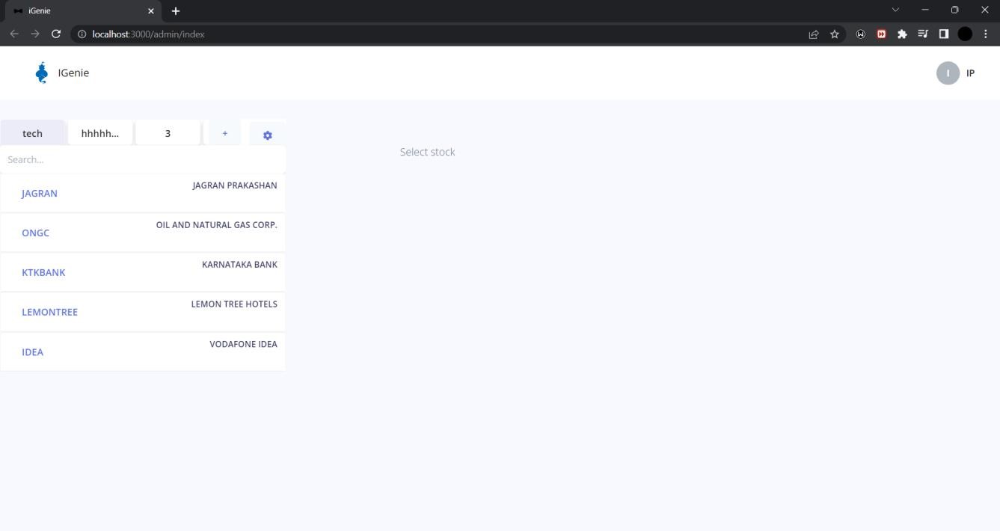 iGenie
localhost:3000/admin/index
IGenie
I IP
tech hhhhh... 3 +
Search...
Select stock
JAGRAN JAGRAN PRAKASHAN
ONGC OIL AND NATURAL GAS CORP.
KTKBANK KARNATAKA BANK
LEMONTREE LEMON TREE HOTELS
IDEA VODAFONE IDEA